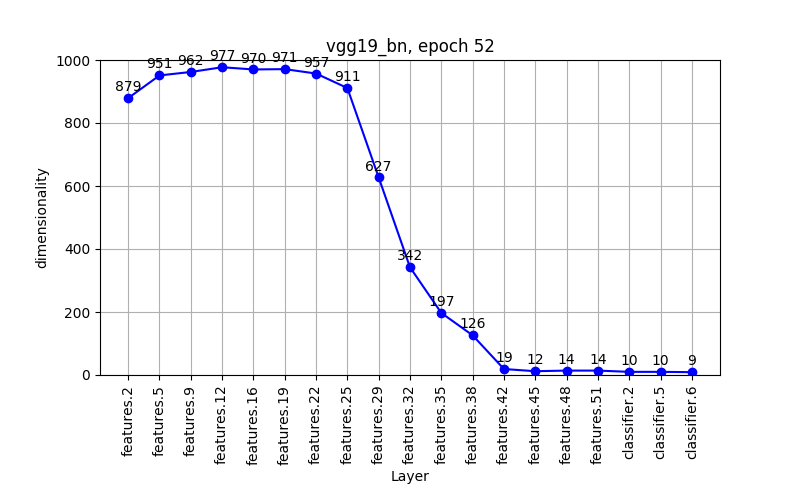 vgg19_bn, epoch 52
dimensionality
1000
800
600
400
200
0
879
951
962
977
970
971
957
911
627
342
197
126
19
12
14
14
10
10
9
features.2
features.5
features.9
features.12
features.16
features.19
features.22
features.25
features.29
features.32
features.35
features.38
features.42
features.45
features.48
features.51
classifier.2
classifier.5
classifier.6
Layer